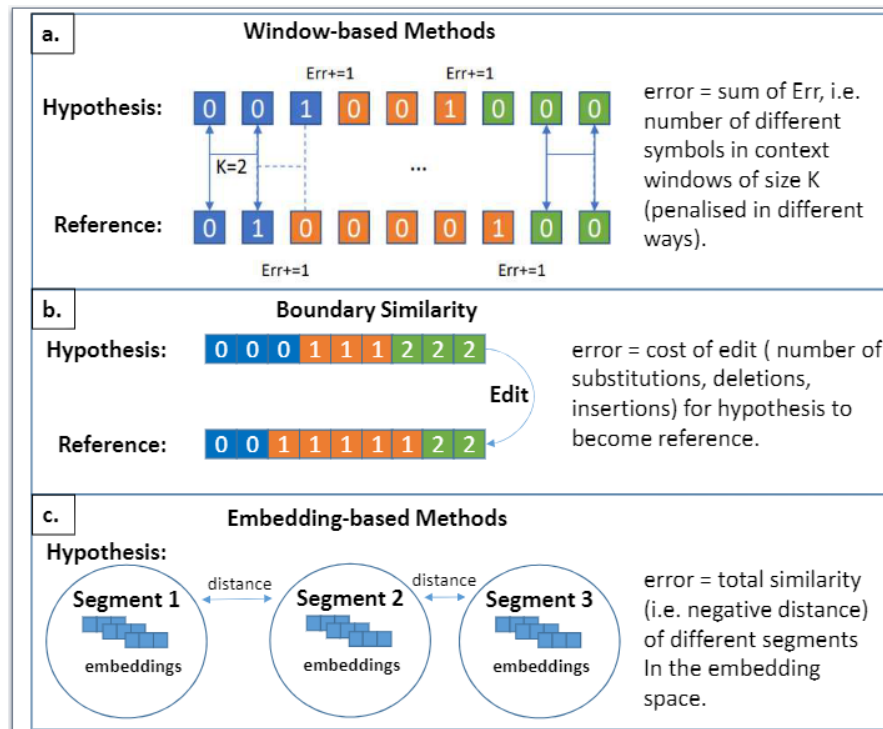 a.
Window-based Methods
Err+=1 Err+=1
Hypothesis: 0 0 1 0 0 1 0 0 0
K=2
...
Reference: 0 1 0 0 0 0 1 0 0
Err+=1 Err+=1
error = sum of Err, i.e.
number of different
symbols in context
windows of size K
(penalised in different
ways).
b.
Boundary Similarity
Hypothesis: 0 0 0 1 1 1 2 2 2
Edit
Reference: 0 0 1 1 1 1 1 2 2
error = cost of edit ( number of
substitutions, deletions,
insertions) for hypothesis to
become reference.
c.
Embedding-based Methods
Hypothesis:
distance distance
Segment 1 Segment 2 Segment 3
embeddings embeddings embeddings
error = total similarity
(i.e. negative distance)
of different segments
In the embedding
space.